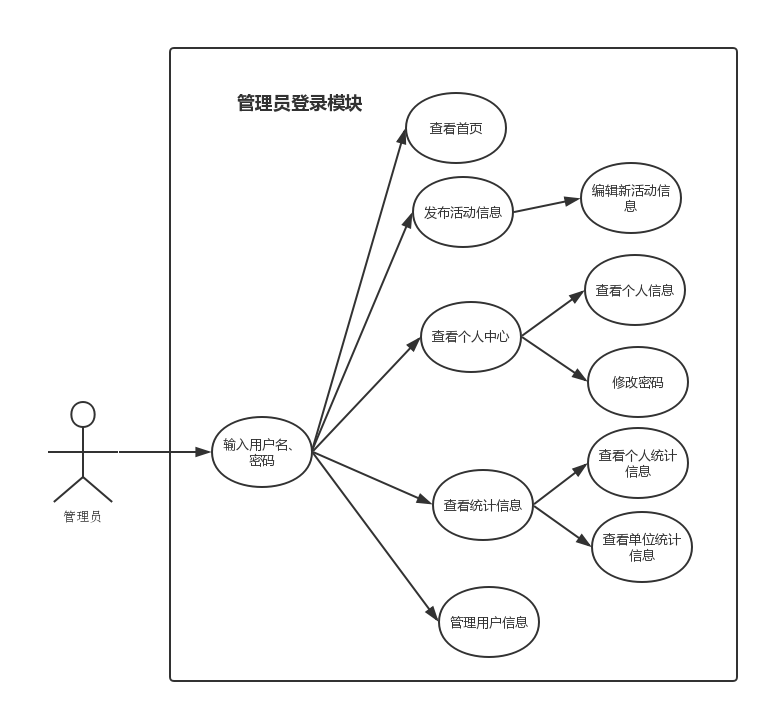 管理员登录模块
查看首页
发布活动信息
编辑新活动信
息
查看个人信息
查看个人中心
修改密码
输入用户名、
密码
查看个人统计
信息
查看统计信息
查看单位统计
信息
管理员
管理用户信息